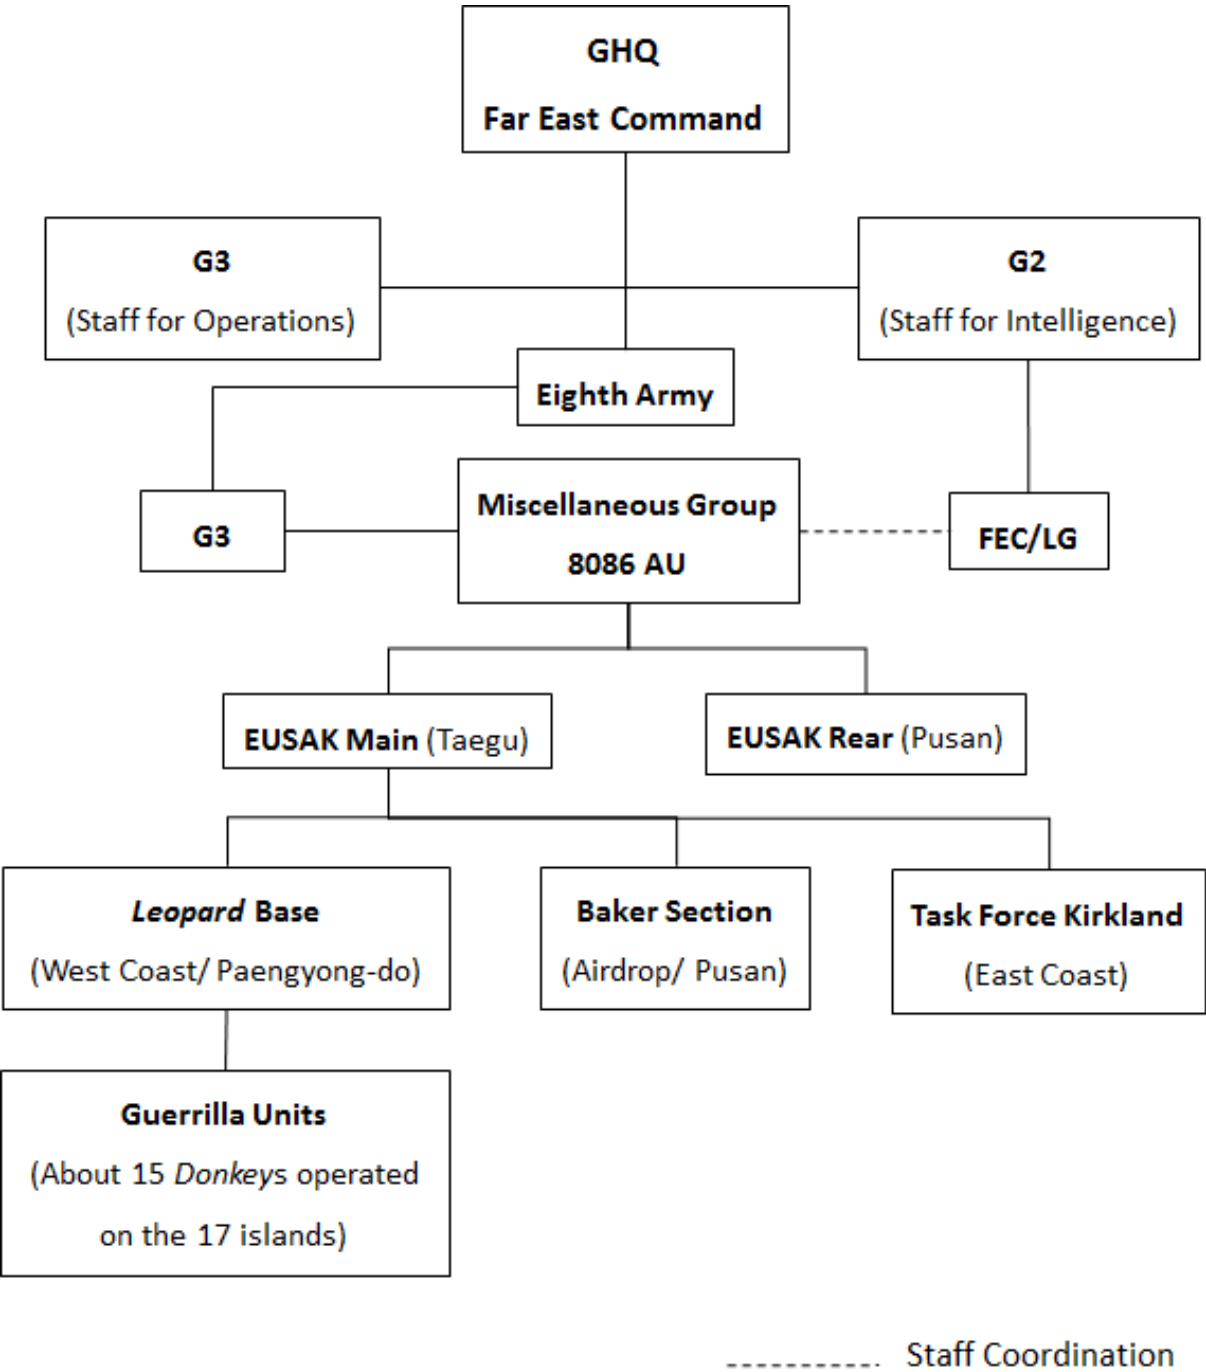 GHQ
Far East Command
G3
(Staff for Operations)
G2
(Staff for Intelligence)
Eighth Army
G3
Miscellaneous Group
8086 AU
FEC/LG
EUSAK Main (Taegu)
EUSAK Rear (Pusan)
Leopard Base
(West Coast/ Paengyong-do)
Baker Section
(Airdrop/ Pusan)
Task Force Kirkland
(East Coast)
Guerrilla Units
(About 15 Donkeys operated
on the 17 islands)
Staff Coordination